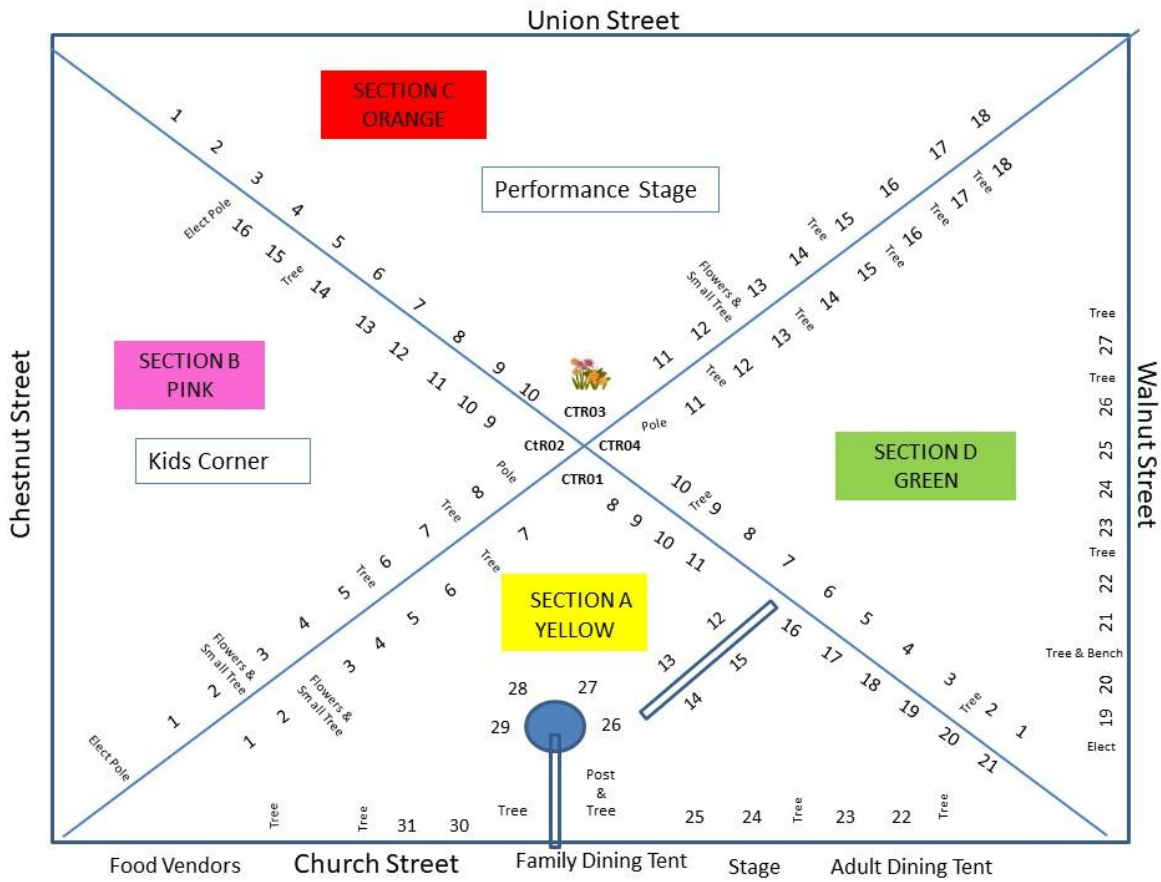 Union Street
SECTION C
ORANGE
Performance Stage
1
2
3
4
5
6
7
8
9
10
Elect Pole
16
15
Tree
14
13
12
11
10
9
18
17
16
15
Tree
14
13
Flowers &
Sm all Tree
12
11
18
Tree
17
Tree
16
Tree
15
14
Tree
13
12
Tree
11
Pole
CTR03
CtR02
CTR04
CTR01
SECTION B
PINK
Kids Corner
Chestnut Street
Pole
8
Tree
7
6
Tree
5
4
3
Flowers &
Sm all Tree
2
1
Elect Pole
7
Tree
6
5
4
3
Flowers &
Sm all Tree
2
1
SECTION A
YELLOW
8
9
10
11
12
13
14
15
16
17
18
19
20
21
28
27
29
26
SECTION D
GREEN
10
Tree
9
8
7
6
5
4
3
Tree
2
1
Tree
27
Tree
26
25
24
23
Tree
22
21
Tree & Bench
20
19
Elect
Walnut Street
Tree
Tree
31
30
Tree
Post
&
Tree
25
24
Tree
23
22
Tree
Food Vendors
Church Street
Family Dining Tent
Stage
Adult Dining Tent